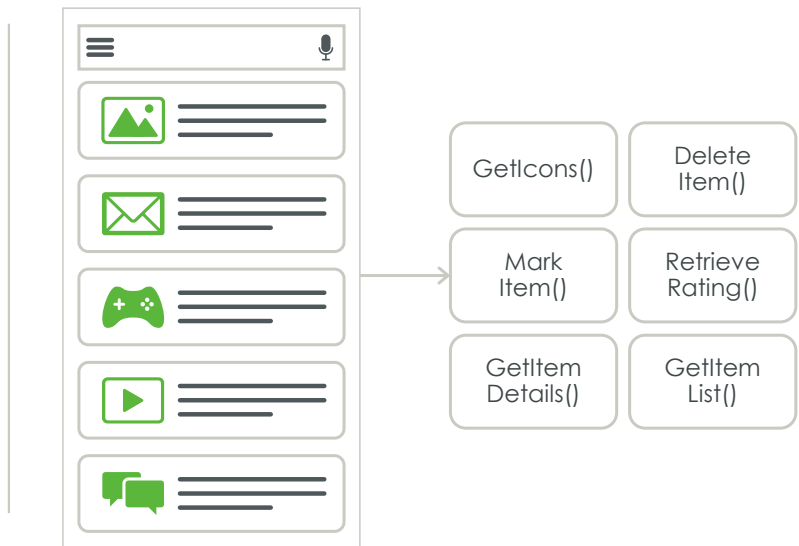 GetIcons()
Delete
Item()
Mark
Item()
Retrieve
Rating()
GetItem
Details()
GetItem
List()